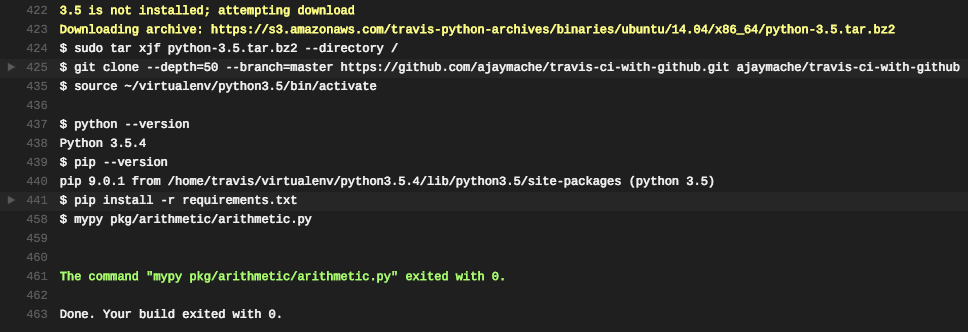 422 3.5 is not installed; attempting download
423 Downloading archive: https://s3.amazonaws.com/travis-python-archives/binaries/ubuntu/14.04/x86_64/python-3.5.tar.bz2
424 $ sudo tar xjf python-3.5.tar.bz2 --directory /
425 $ git clone --depth=50 --branch=master https://github.com/ajaymache/travis-ci-with-github.git ajaymache/travis-ci-with-github
435 $ source ~/virtualenv/python3.5/bin/activate
436
437 $ python --version
438 Python 3.5.4
439 $ pip --version
440 pip 9.0.1 from /home/travis/virtualenv/python3.5.4/lib/python3.5/site-packages (python 3.5)
441 $ pip install -r requirements.txt
458 $ mypy pkg/arithmetic/arithmetic.py
459
460
461 The command "mypy pkg/arithmetic/arithmetic.py" exited with 0.
462
463 Done. Your build exited with 0.